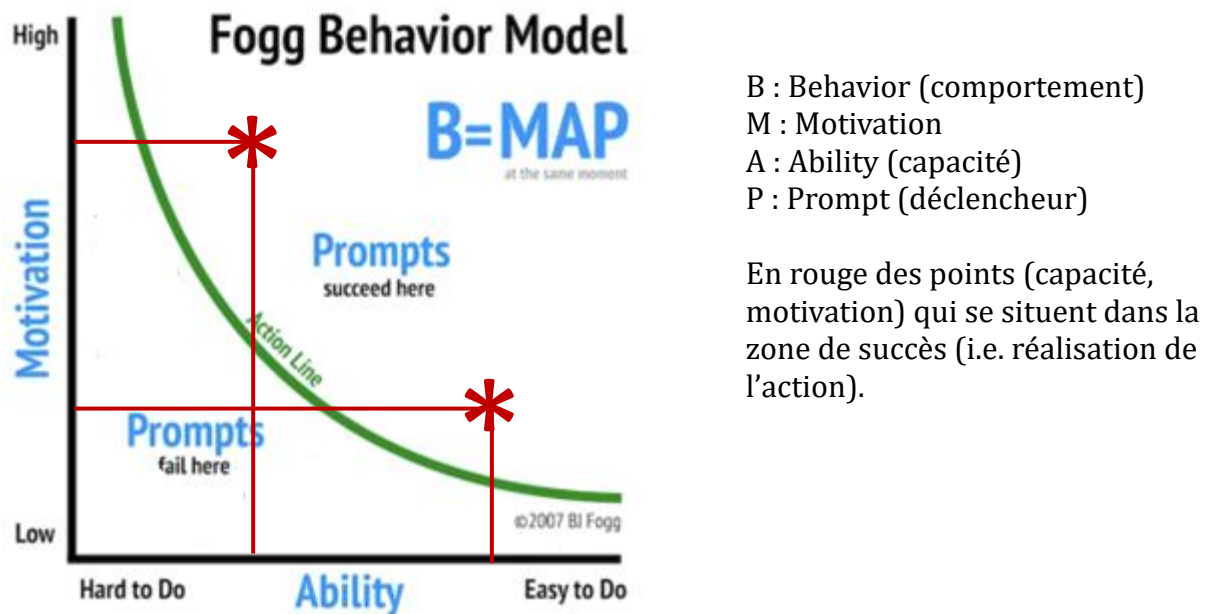 Fogg Behavior Model
High
B=MAP
at the same moment
Motivation
Prompts
succeed here
Action Line
Prompts
fail here
©2007 BJ Fogg
Low
Hard to Do
Ability
Easy to Do
B : Behavior (comportement)
M : Motivation
A : Ability (capacité)
P : Prompt (déclencheur)
En rouge des points (capacité,
motivation) qui se situent dans la
zone de succès (i.e. réalisation de
l’action).